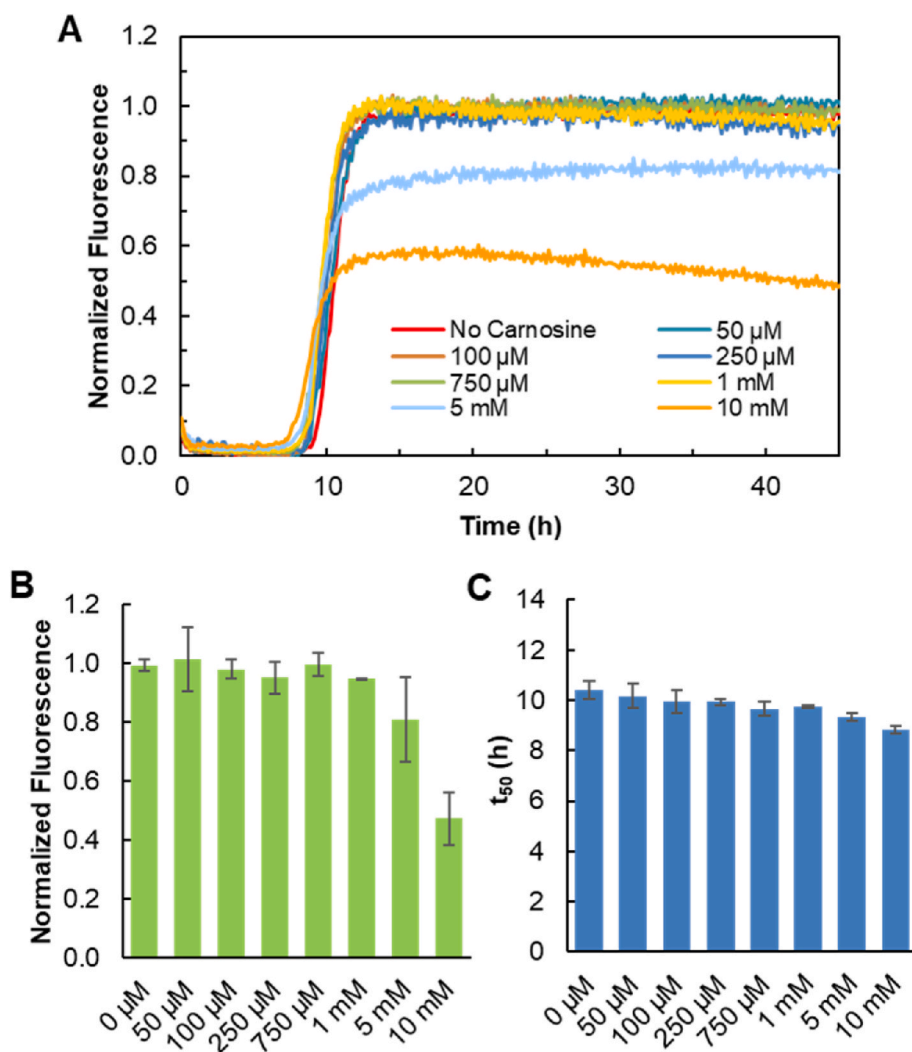 A
1.2
1.0
0.8
0.6
0.4
0.2
0.0
Normalized Fluorescence
No Carnosine
50 µM
100 µM
250 µM
750 µM
1 mM
5 mM
10 mM
0
10
20
30
40
Time (h)
B
1.2
1.0
0.8
0.6
0.4
0.2
0.0
Normalized Fluorescence
0 µM
50 µM
100 µM
250 µM
750 µM
1 mM
5 mM
10 mM
C
14
12
10
8
6
4
2
0
t50 (h)
0 µM
50 µM
100 µM
250 µM
750 µM
1 mM
5 mM
10 mM